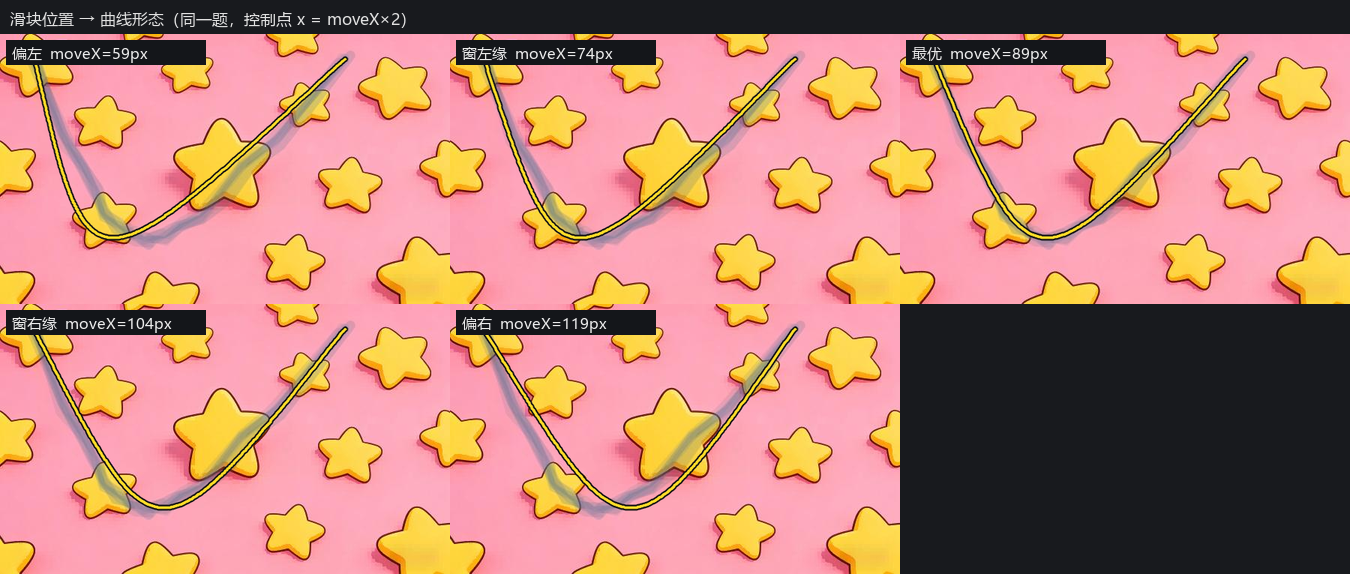 滑块位置 → 曲线形态（同一题，控制点 x = moveX×2）
偏左 moveX=59px
窗左缘 moveX=74px
最优 moveX=89px
窗右缘 moveX=104px
偏右 moveX=119px